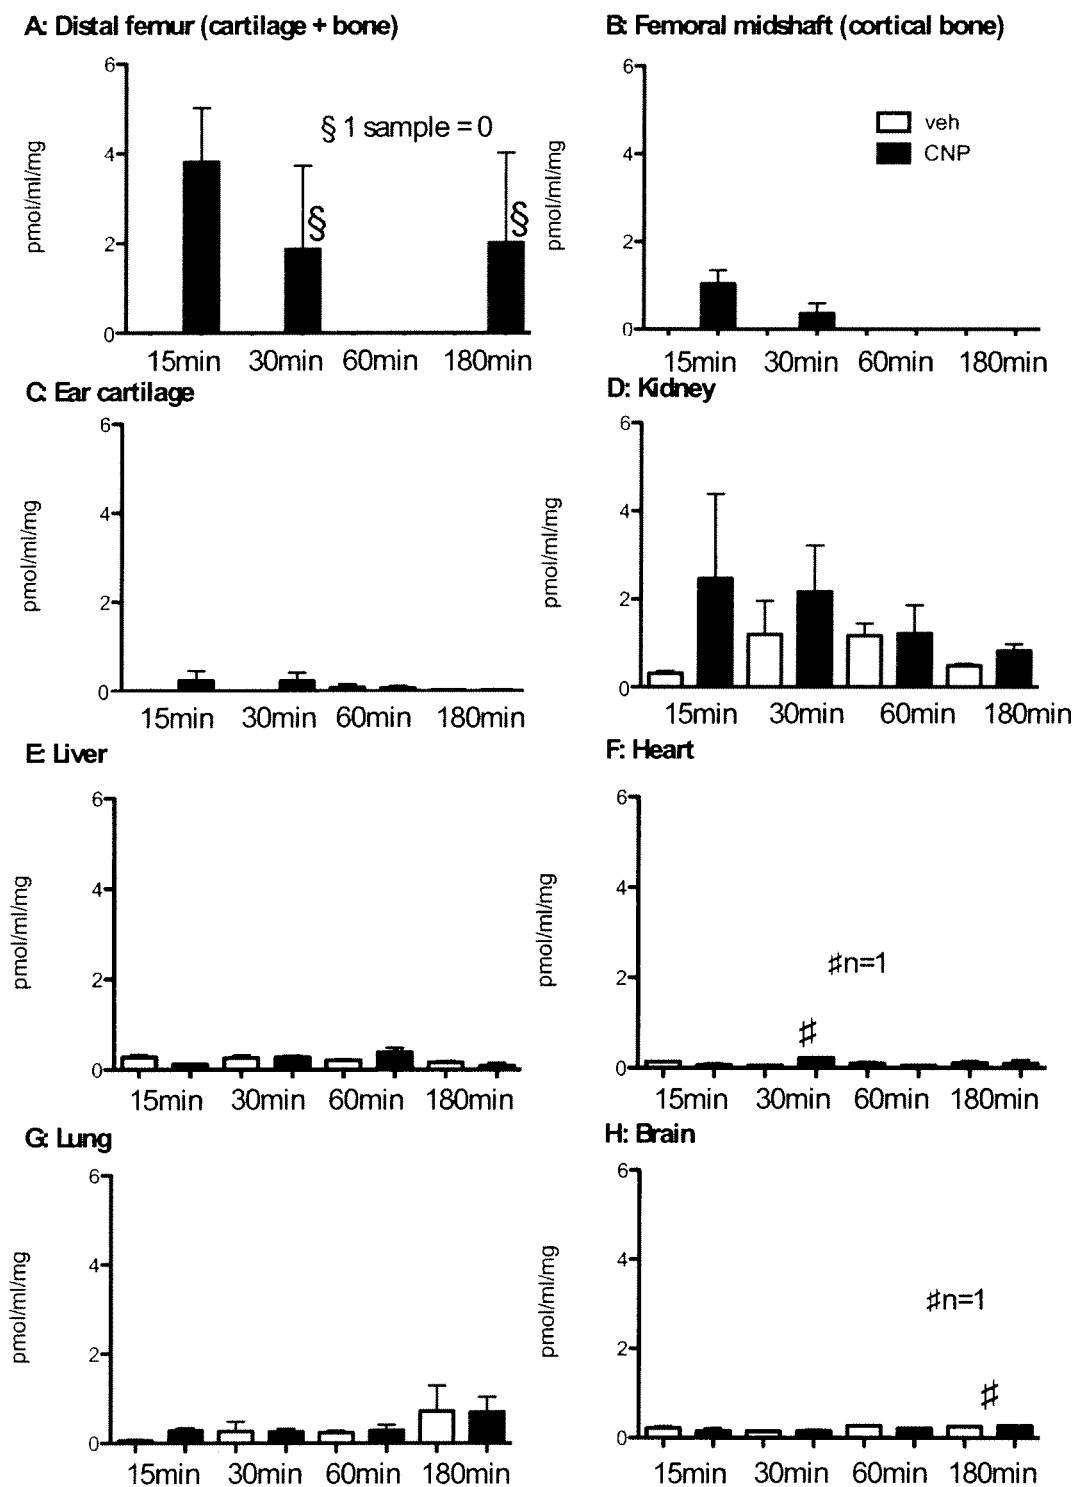 A: Distal femur (cartilage + bone)
6
4
2
0
pmol/ml/mg
§ 1 sample = 0
§
§
15min 30min 60min 180min
B: Femoral midshaft (cortical bone)
6
4
2
0
pmol/ml/mg
veh
CNP
15min 30min 60min 180min
C: Ear cartilage
6
4
2
0
pmol/ml/mg
15min 30min 60min 180min
D: Kidney
6
4
2
0
pmol/ml/mg
15min 30min 60min 180min
E: Liver
6
4
2
0
pmol/ml/mg
15min 30min 60min 180min
F: Heart
6
4
2
0
pmol/ml/mg
♯n=1
♯
15min 30min 60min 180min
G: Lung
6
4
2
0
pmol/ml/mg
15min 30min 60min 180min
H: Brain
6
4
2
0
pmol/ml/mg
♯n=1
♯
15min 30min 60min 180min